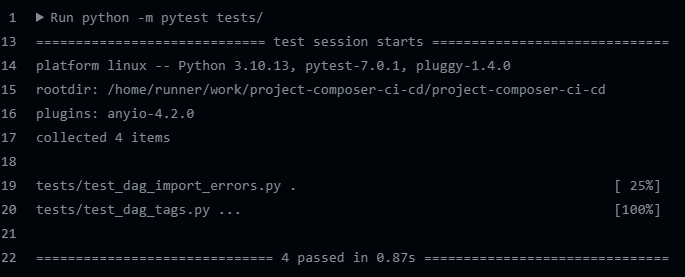 1 ▶ Run python -m pytest tests/
13 ============================= test session starts ==============================
14 platform linux -- Python 3.10.13, pytest-7.0.1, pluggy-1.4.0
15 rootdir: /home/runner/work/project-composer-ci-cd/project-composer-ci-cd
16 plugins: anyio-4.2.0
17 collected 4 items
18
19 tests/test_dag_import_errors.py . [ 25%]
20 tests/test_dag_tags.py ... [100%]
21
22 ============================== 4 passed in 0.87s ===============================